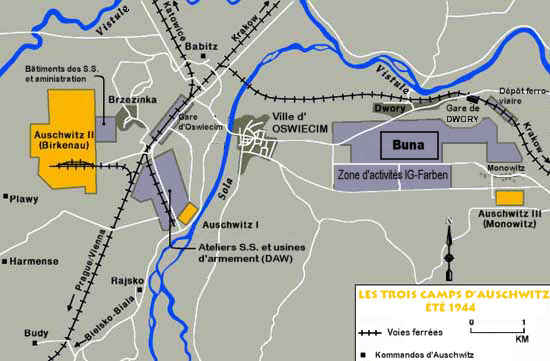 Vistule
Katowice
Krakow
Babitz
Bâtiments des S.S.
et aministration
Brzezinka
Vistule
Dépôt ferro-
viaire
Auschwitz II
(Birkenau)
Gare
d'Oswiecim
Ville d'
OSWIECIM
Dwory
Gare de
DWORY
Krakow
Buna
Zone d'activités IG-Farben
Monowitz
Plawy
Sola
Auschwitz I
Auschwitz III
(Monowitz)
Ateliers S.S. et usines
d'armement (DAW)
N
Harmense
Prague/Vienna
Rajsko
Bielsko-Biala
Budy
LES TROIS CAMPS D'AUSCHWITZ
ETÉ 1944
Voies ferrées
0 1
KM
Kommandos d'Auschwitz